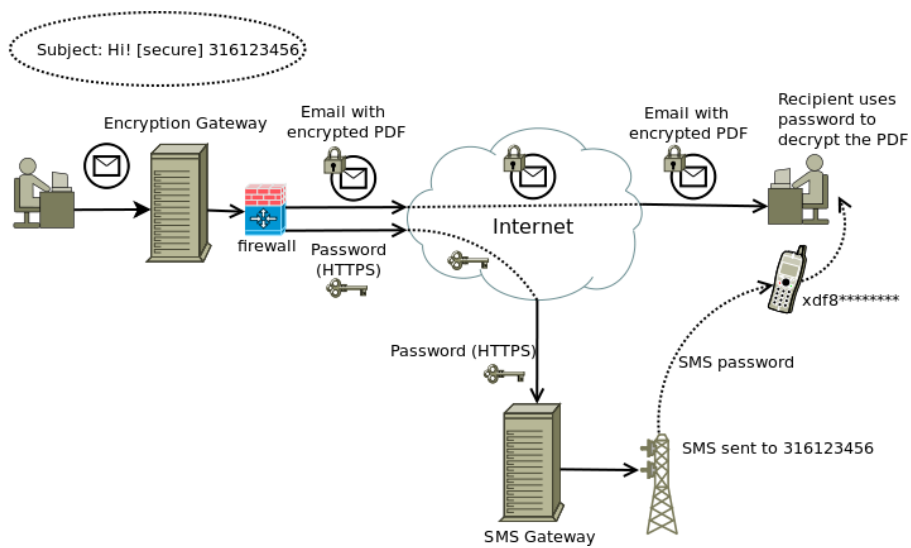 Subject: Hi! [secure] 316123456
Encryption Gateway
Email with
encrypted PDF
Email with
encrypted PDF
Recipient uses
password to
decrypt the PDF
Internet
firewall
Password
(HTTPS)
xdf8********
Password (HTTPS)
SMS password
SMS sent to 316123456
SMS Gateway